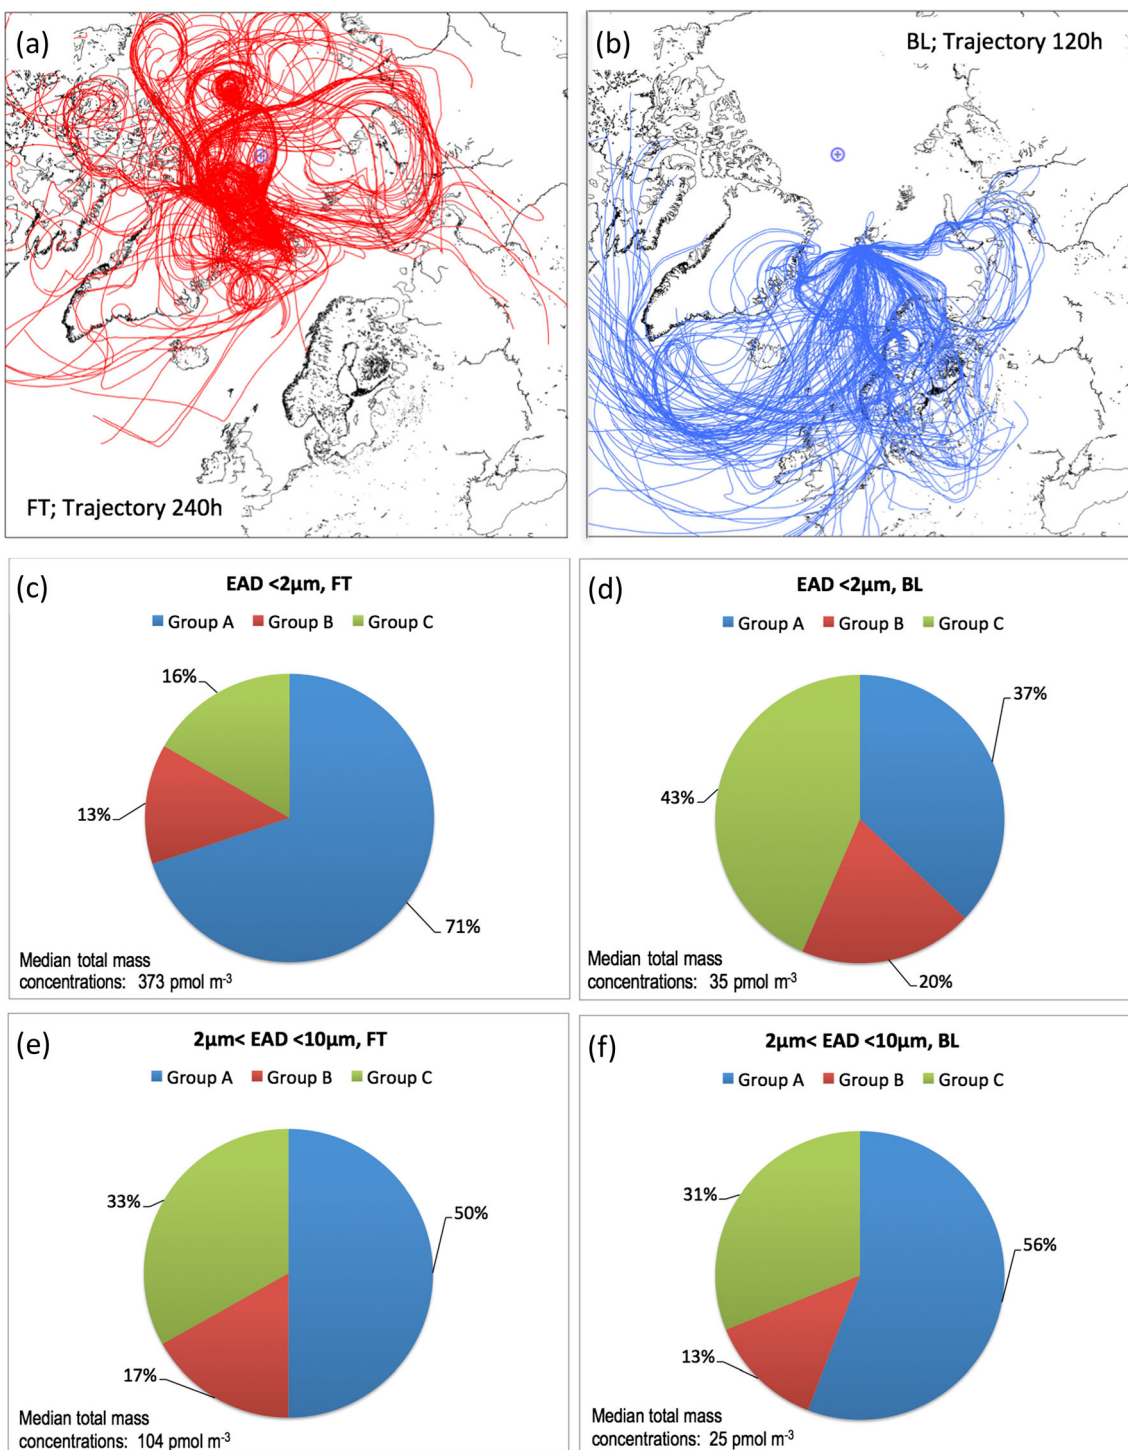 (a)
FT; Trajectory 240h
(b)
BL; Trajectory 120h
(c)
EAD <2µm, FT
Group A Group B Group C
16%
13%
71%
Median total mass
concentrations: 373 pmol m⁻³
(d)
EAD <2µm, BL
Group A Group B Group C
37%
43%
20%
Median total mass
concentrations: 35 pmol m⁻³
(e)
2µm< EAD <10µm, FT
Group A Group B Group C
33%
50%
17%
Median total mass
concentrations: 104 pmol m⁻³
(f)
2µm< EAD <10µm, BL
Group A Group B Group C
31%
56%
13%
Median total mass
concentrations: 25 pmol m⁻³